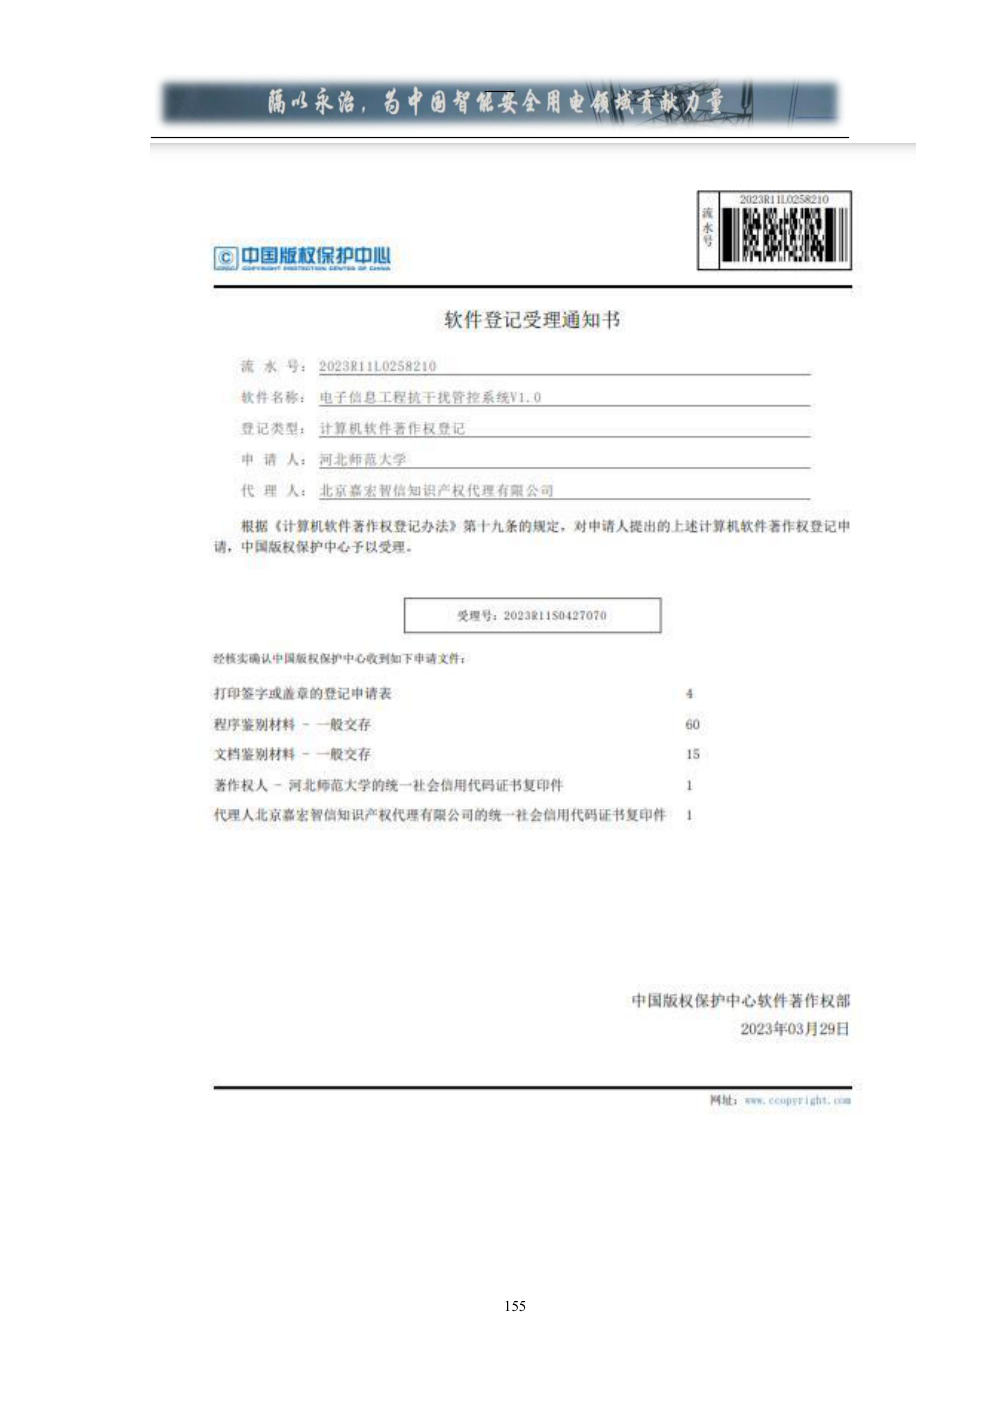 隔以永治，为中国智能安全用电领域贡献力量
流水号
2023R11L0258210
中国版权保护中心
COPYRIGHT PROTECTION CENTER OF CHINA
软件登记受理通知书
流 水 号： 2023R11L0258210
软件名称： 电子信息工程抗干扰管控系统V1.0
登记类型： 计算机软件著作权登记
申 请 人： 河北师范大学
代 理 人： 北京嘉宏智信知识产权代理有限公司
根据《计算机软件著作权登记办法》第十九条的规定，对申请人提出的上述计算机软件著作权登记申
请，中国版权保护中心予以受理。
受理号：2023R11S0427070
经核实确认中国版权保护中心收到如下申请文件：
打印签字或盖章的登记申请表 4
程序鉴别材料 - 一般交存 60
文档鉴别材料 - 一般交存 15
著作权人 - 河北师范大学的统一社会信用代码证书复印件 1
代理人北京嘉宏智信知识产权代理有限公司的统一社会信用代码证书复印件 1
中国版权保护中心软件著作权部
2023年03月29日
网址：www.ccopyright.com
155